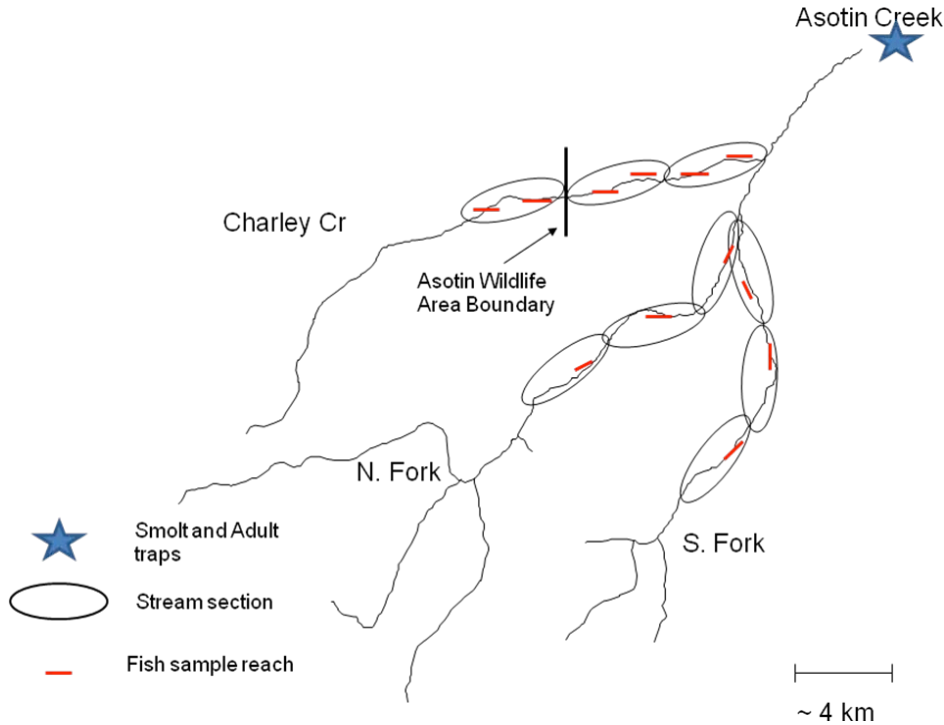 Asotin Creek
Charley Cr
Asotin Wildlife
Area Boundary
N. Fork
S. Fork
Smolt and Adult
traps
Stream section
Fish sample reach
~ 4 km